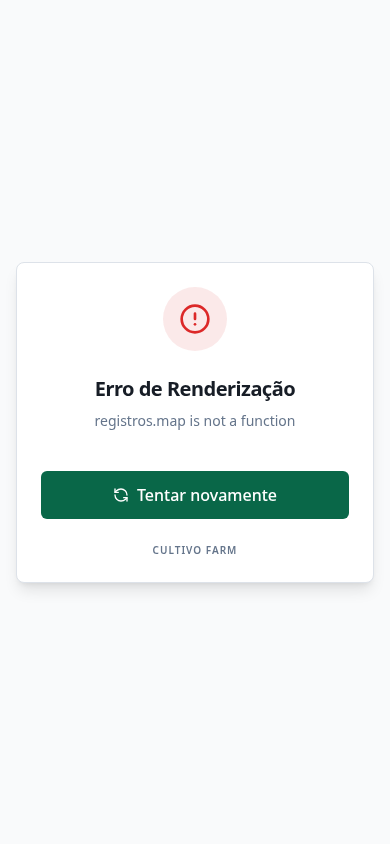 Erro de Renderização
registros.map is not a function
Tentar novamente
CULTIVO FARM